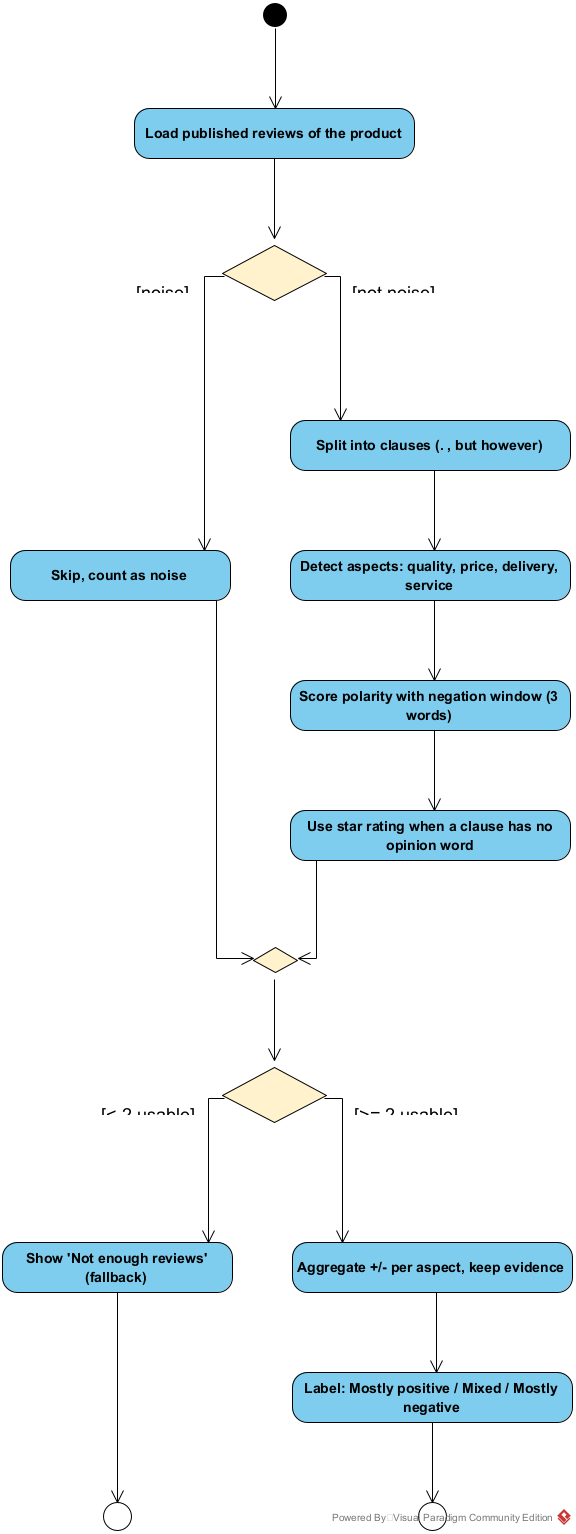 Load published reviews of the product
[noise]
[not noise]
Split into clauses (. , but however)
Skip, count as noise
Detect aspects: quality, price, delivery,
service
Score polarity with negation window (3
words)
Use star rating when a clause has no
opinion word
[< 2 usable]
[>= 2 usable]
Show 'Not enough reviews'
(fallback)
Aggregate +/- per aspect, keep evidence
Label: Mostly positive / Mixed / Mostly
negative
Powered By Visual Paradigm Community Edition